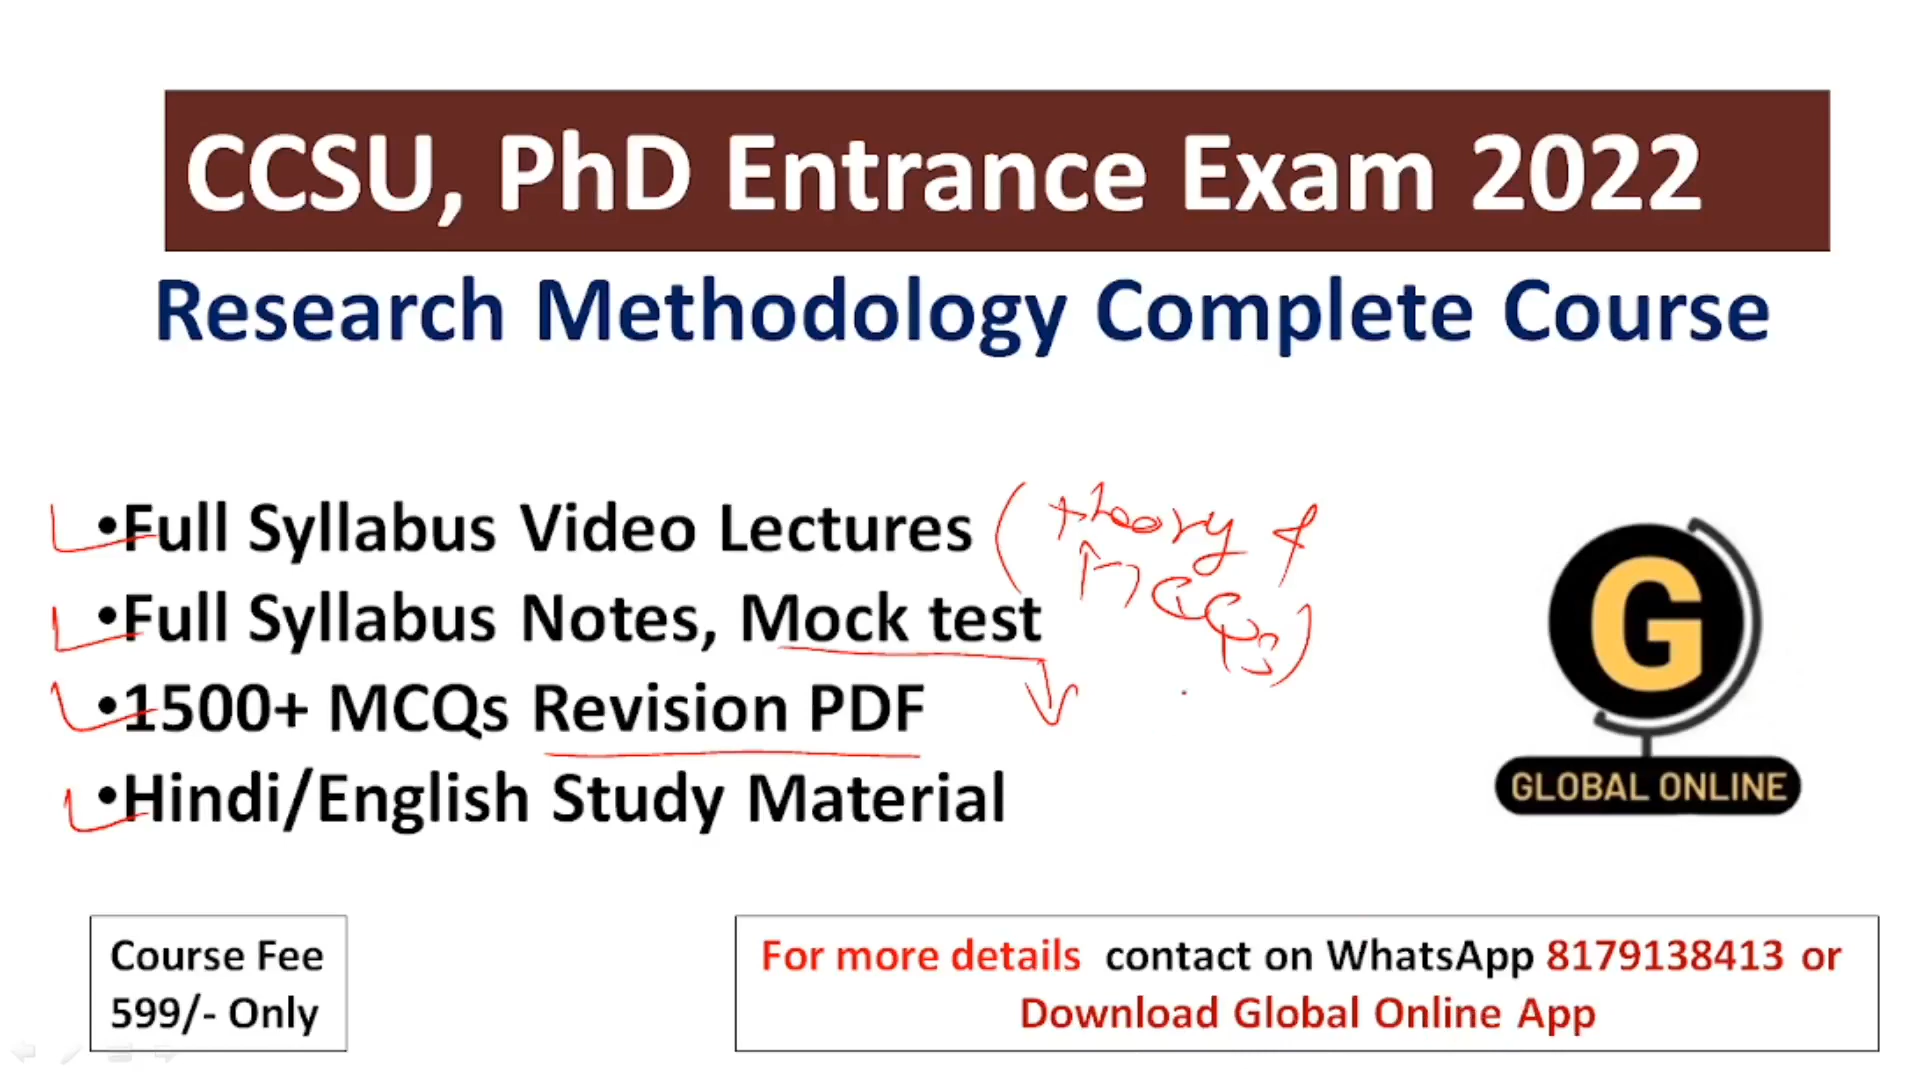 CCSU, PhD Entrance Exam 2022
Research Methodology Complete Course
•Full Syllabus Video Lectures (theory &
MCQs)
•Full Syllabus Notes, Mock test
•1500+ MCQs Revision PDF
•Hindi/English Study Material
G
GLOBAL ONLINE
Course Fee
599/- Only
For more details contact on WhatsApp 8179138413 or
Download Global Online App